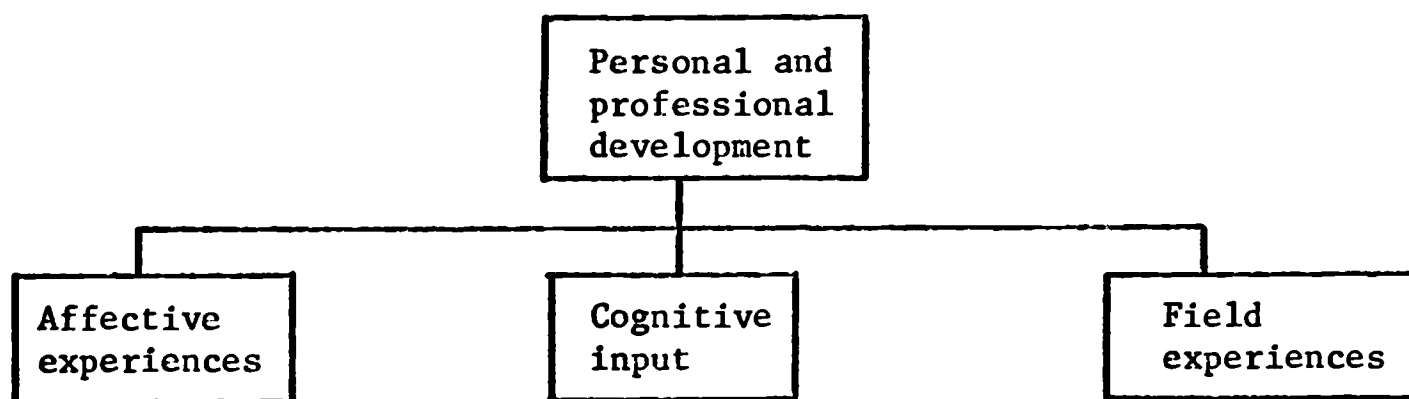 Personal and
professional
development
Affective
experiences
Cognitive
input
Field
experiences